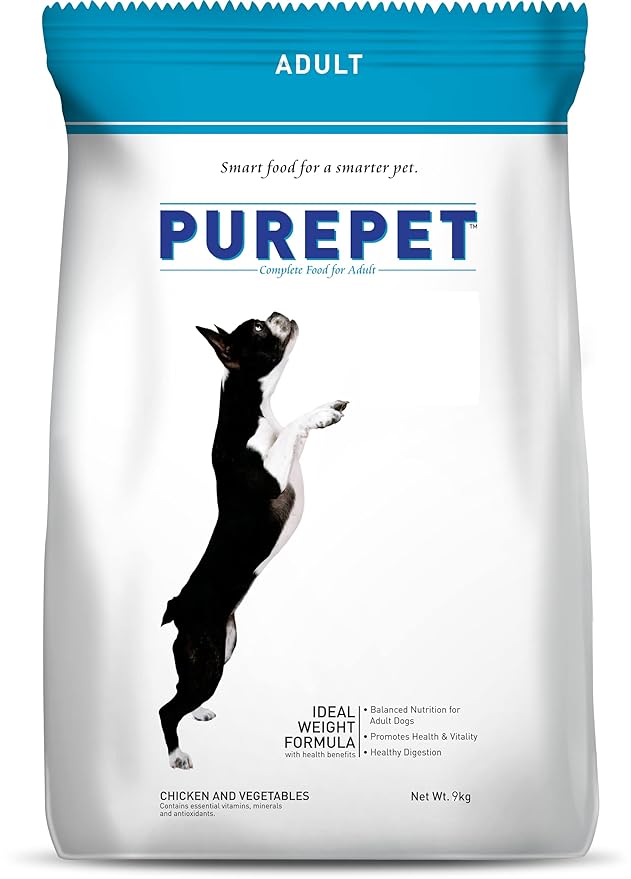 ADULT
Smart food for a smarter pet.
PUREPET™
Complete Food for Adult
IDEAL
WEIGHT
FORMULA
with health benefits
• Balanced Nutrition for
Adult Dogs
• Promotes Health & Vitality
• Healthy Digestion
CHICKEN AND VEGETABLES
Contains essential vitamins, minerals
and antioxidants.
Net Wt. 9kg